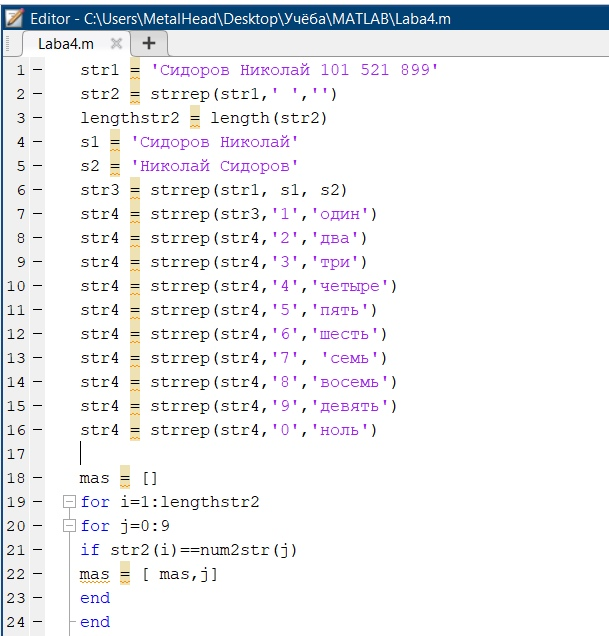 Editor - C:\Users\MetalHead\Desktop\Учёба\MATLAB\Laba4.m
Laba4.m
1 str1 = 'Сидоров Николай 101 521 899'
2 str2 = strrep(str1,' ','')
3 lengthstr2 = length(str2)
4 s1 = 'Сидоров Николай'
5 s2 = 'Николай Сидоров'
6 str3 = strrep(str1, s1, s2)
7 str4 = strrep(str3,'1','один')
8 str4 = strrep(str4,'2','два')
9 str4 = strrep(str4,'3','три')
10 str4 = strrep(str4,'4','четыре')
11 str4 = strrep(str4,'5','пять')
12 str4 = strrep(str4,'6','шесть')
13 str4 = strrep(str4,'7', 'семь')
14 str4 = strrep(str4,'8','восемь')
15 str4 = strrep(str4,'9','девять')
16 str4 = strrep(str4,'0','ноль')
17
18 mas = []
19 for i=1:lengthstr2
20 for j=0:9
21 if str2(i)==num2str(j)
22 mas = [ mas,j]
23 end
24 end